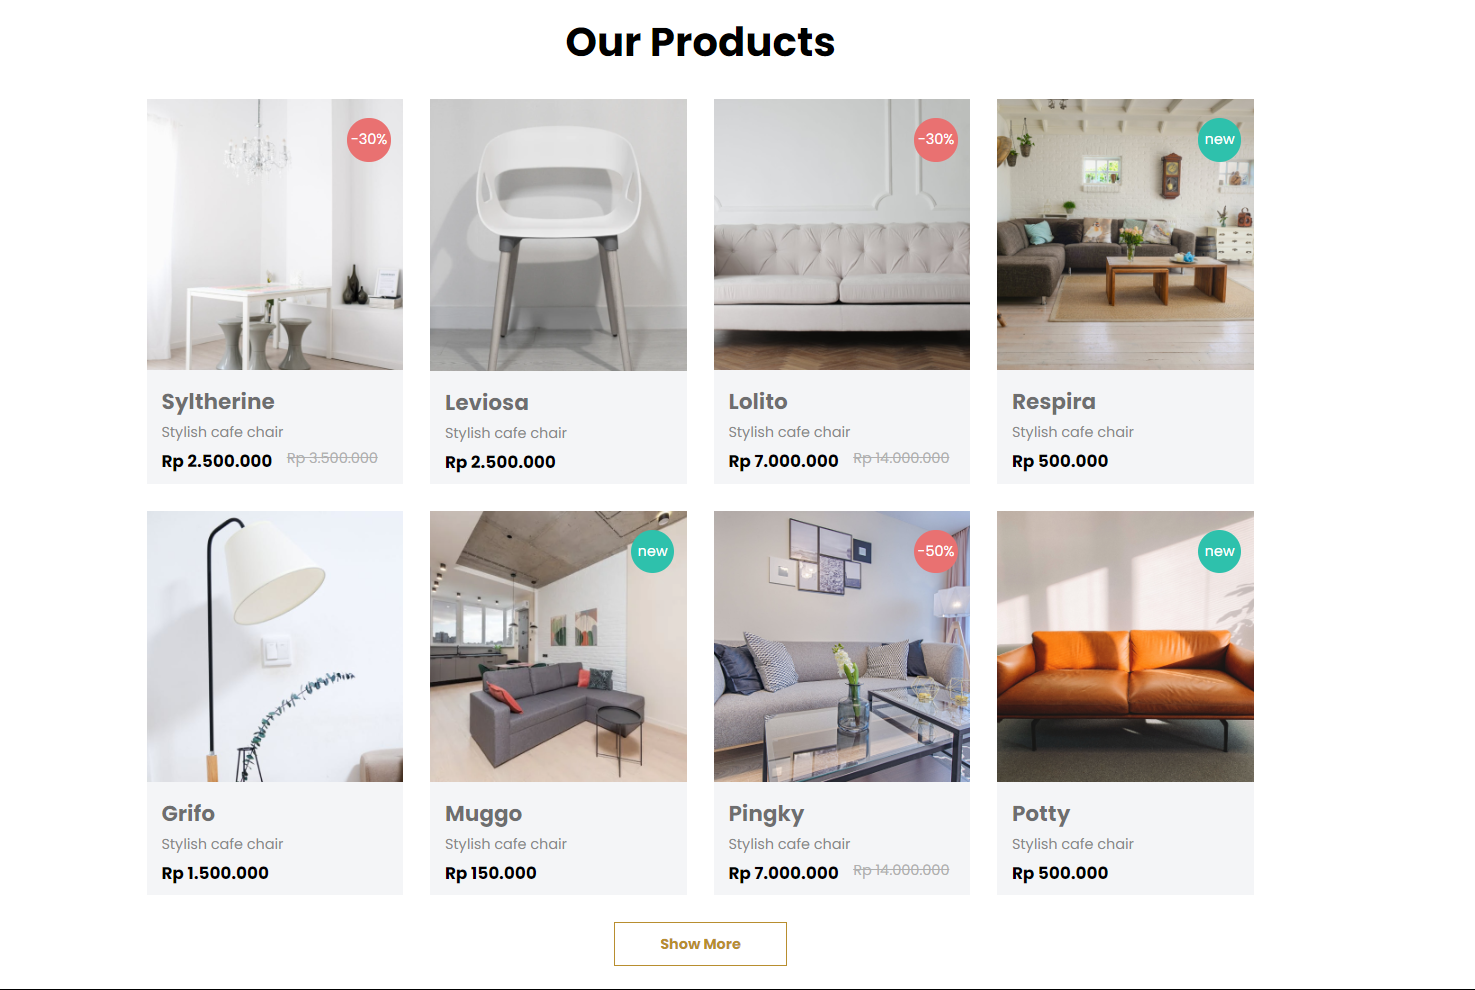 Our Products
-30%
Syltherine
Stylish cafe chair
Rp 2.500.000 Rp 3.500.000
Leviosa
Stylish cafe chair
Rp 2.500.000
-30%
Lolito
Stylish cafe chair
Rp 7.000.000 Rp 14.000.000
new
Respira
Stylish cafe chair
Rp 500.000
Grifo
Stylish cafe chair
Rp 1.500.000
new
Muggo
Stylish cafe chair
Rp 150.000
-50%
Pingky
Stylish cafe chair
Rp 7.000.000 Rp 14.000.000
new
Potty
Stylish cafe chair
Rp 500.000
Show More